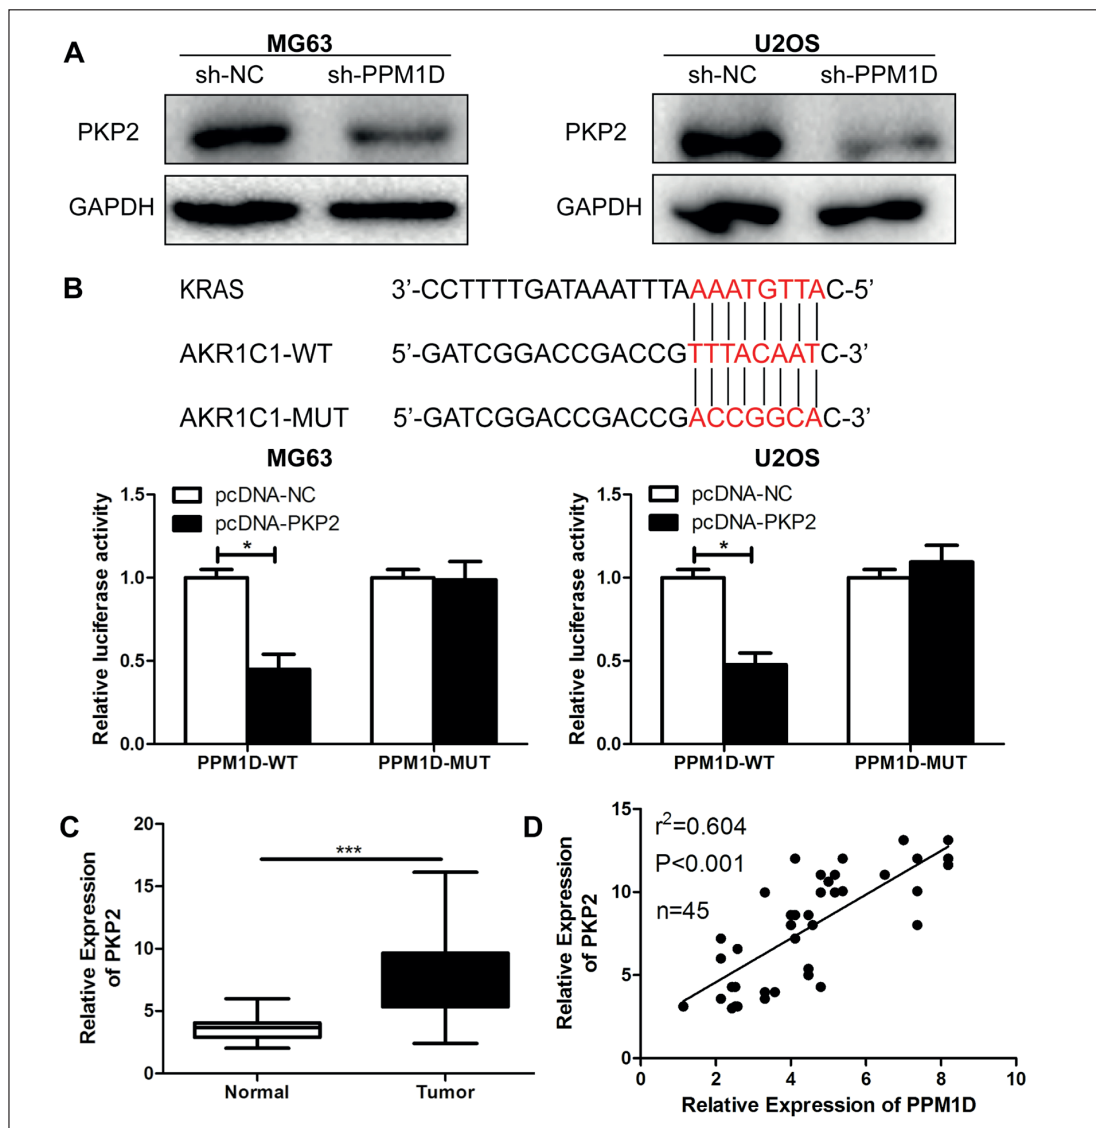 A
MG63
sh-NC sh-PPM1D
PKP2
GAPDH
U2OS
sh-NC sh-PPM1D
PKP2
GAPDH
B
KRAS 3’-CCTTTTGATAAATTTAAAATGTTAC-5’
AKR1C1-WT 5’-GATCGGACCGACCGTTTACAATC-3’
AKR1C1-MUT 5’-GATCGGACCGACCGACCGGCAC-3’
MG63
Relative luciferase activity
1.5
1.0
0.5
0.0
pcDNA-NC
pcDNA-PKP2
*
PPM1D-WT PPM1D-MUT
U2OS
Relative luciferase activity
1.5
1.0
0.5
0.0
pcDNA-NC
pcDNA-PKP2
*
PPM1D-WT PPM1D-MUT
C
Relative Expression
of PKP2
20
15
10
5
0
***
Normal Tumor
D
Relative Expression
of PKP2
15
10
5
0
r²=0.604
P<0.001
n=45
0 2 4 6 8 10
Relative Expression of PPM1D